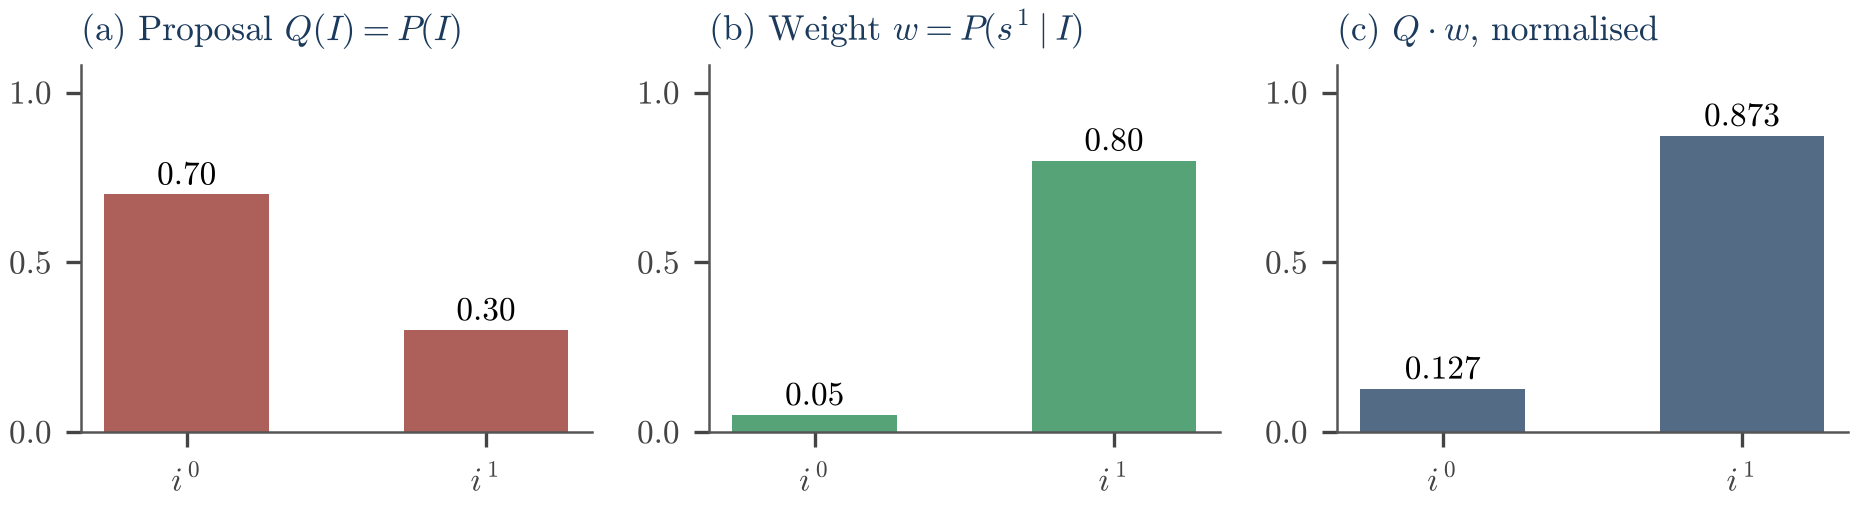 (a) Proposal Q(I) = P(I)
1.0
0.5
0.0
0.70
0.30
i⁰
i¹
(b) Weight w = P(s¹ | I)
1.0
0.5
0.0
0.05
0.80
i⁰
i¹
(c) Q · w, normalised
1.0
0.5
0.0
0.127
0.873
i⁰
i¹